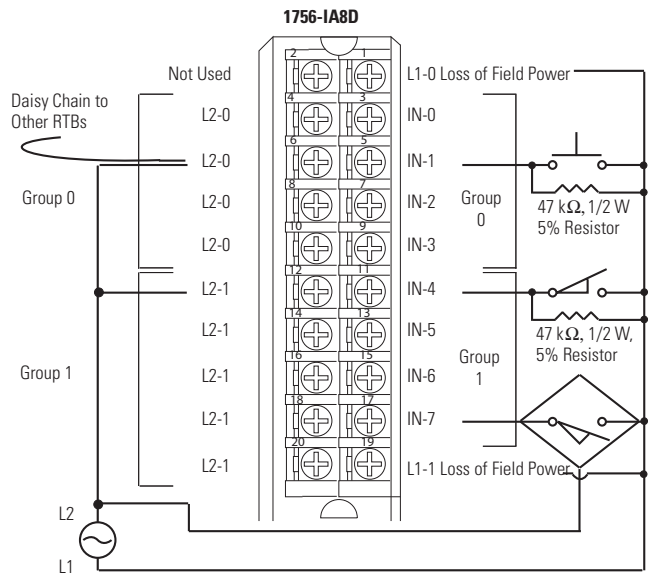 1756-IA8D
2 1
Not Used
L1-0 Loss of Field Power
Daisy Chain to
Other RTBs
4 3
L2-0
IN-0
6 5
L2-0
IN-1
Group 0
8 7
L2-0
IN-2
Group
0
47 kΩ, 1/2 W
5% Resistor
10 9
L2-0
IN-3
12 11
L2-1
IN-4
14 13
L2-1
IN-5
47 kΩ, 1/2 W,
5% Resistor
Group 1
16 15
L2-1
IN-6
Group
1
18 17
L2-1
IN-7
20 19
L2-1
L1-1 Loss of Field Power
L2
L1